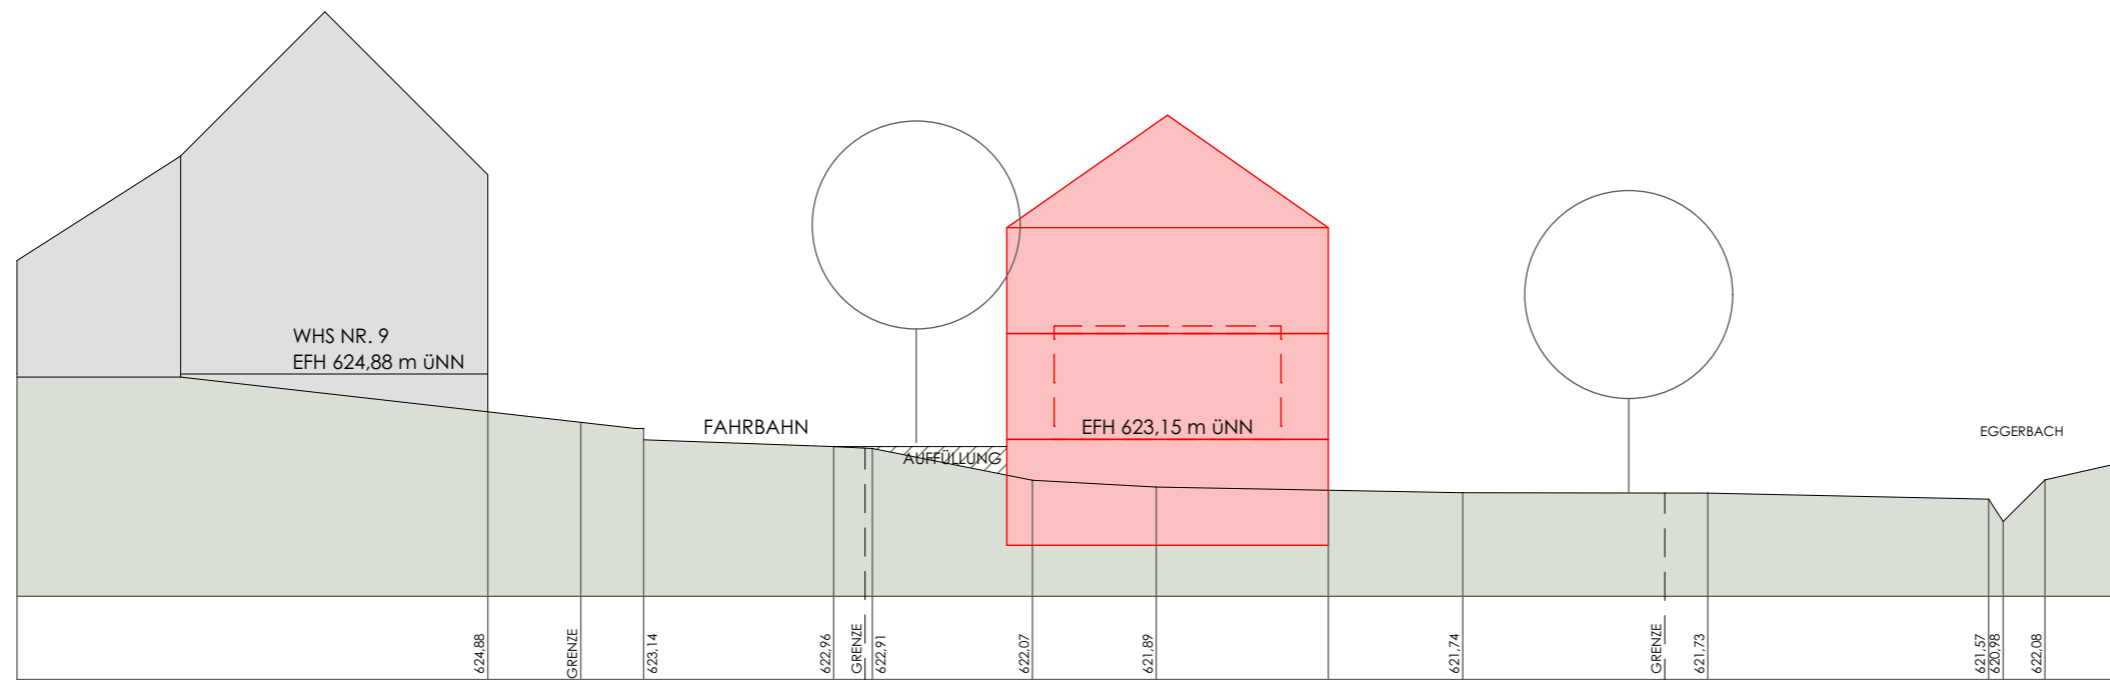 WHS NR. 9
EFH 624,88 m üNN
FAHRBAHN
AUFFÜLLUNG
EFH 623,15 m üNN
EGGERBACH
624,88
GRENZE
623,14
622,96
GRENZE
622,91
622,07
621,89
621,74
GRENZE
621,73
621,57
620,98
622,08